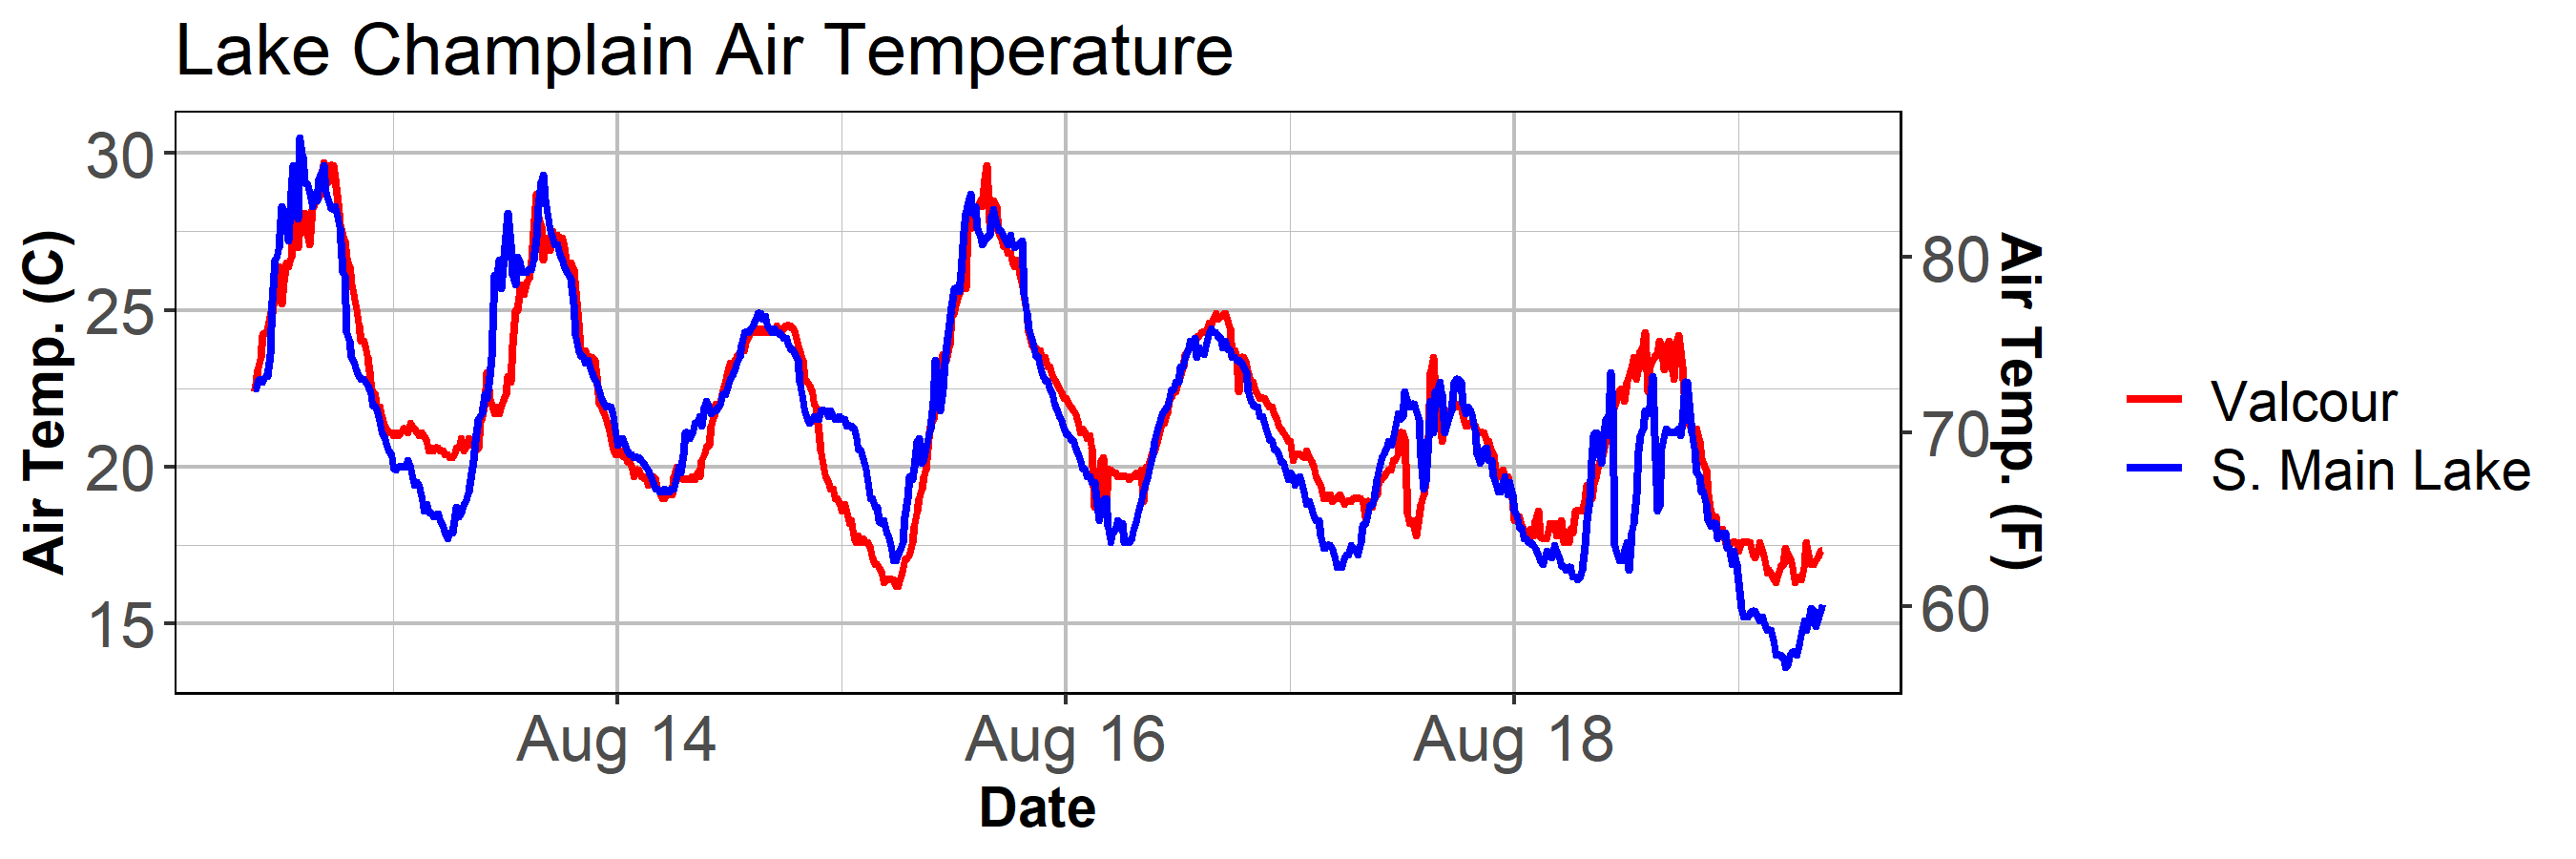 Lake Champlain Air Temperature
Air Temp. (C)
30
25
20
15
80
70
60
Air Temp. (F)
Aug 14 Aug 16 Aug 18
Date
Valcour
S. Main Lake